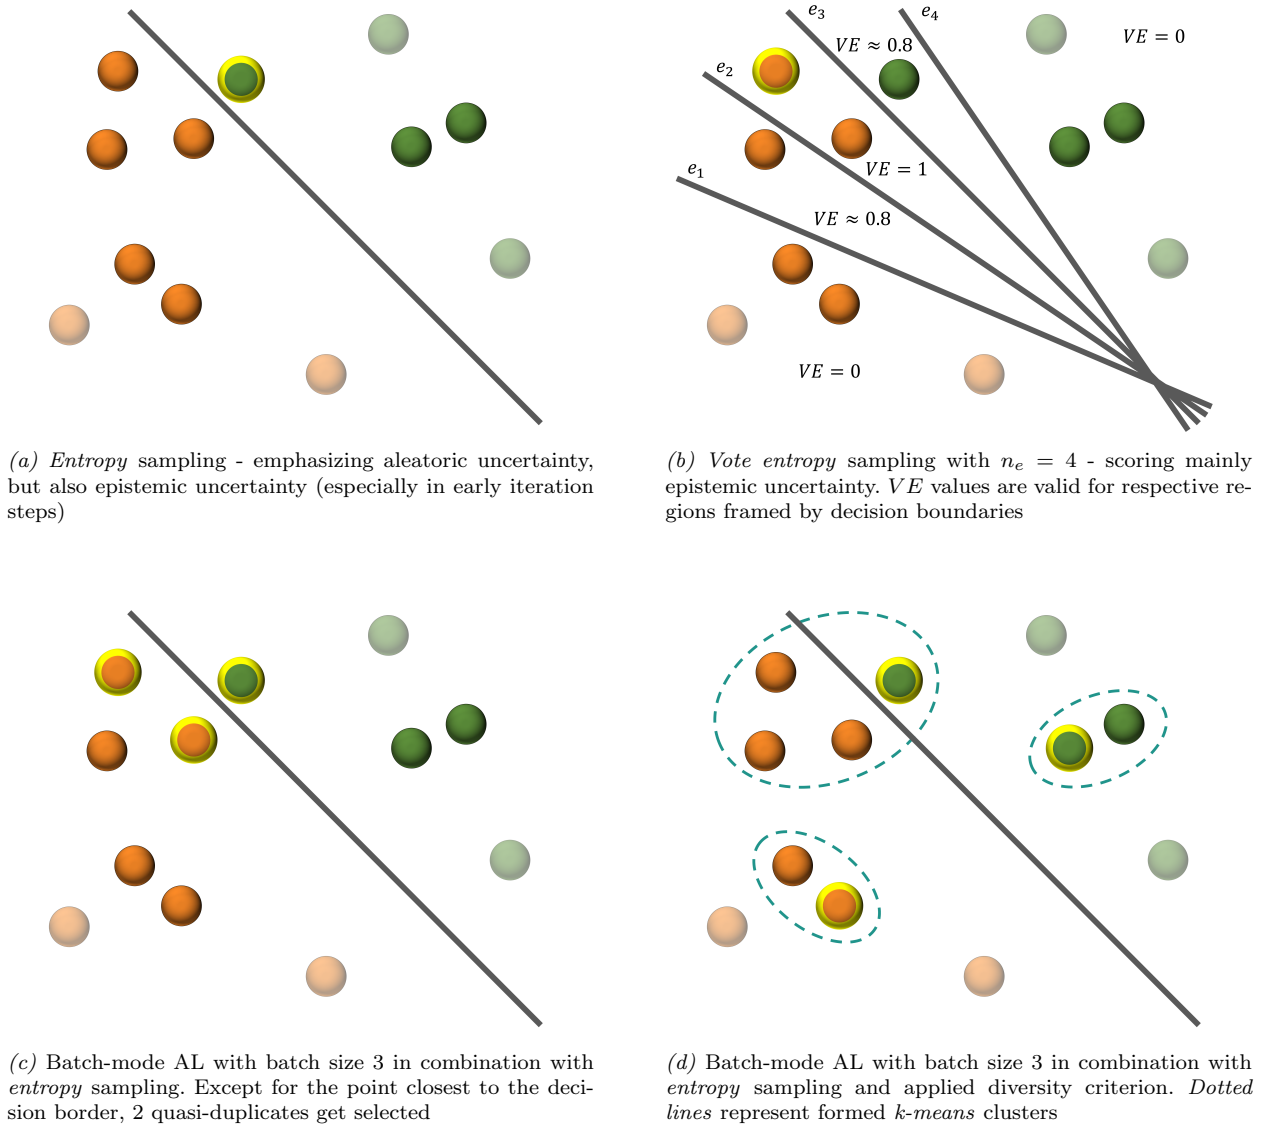 e₃
e₄
VE = 0
VE ≈ 0.8
e₂
VE = 1
e₁
VE ≈ 0.8
VE = 0
(a) Entropy sampling - emphasizing aleatoric uncertainty,
but also epistemic uncertainty (especially in early iteration
steps)
(b) Vote entropy sampling with nₑ = 4 - scoring mainly
epistemic uncertainty. VE values are valid for respective re-
gions framed by decision boundaries
(c) Batch-mode AL with batch size 3 in combination with
entropy sampling. Except for the point closest to the deci-
sion border, 2 quasi-duplicates get selected
(d) Batch-mode AL with batch size 3 in combination with
entropy sampling and applied diversity criterion. Dotted
lines represent formed k-means clusters